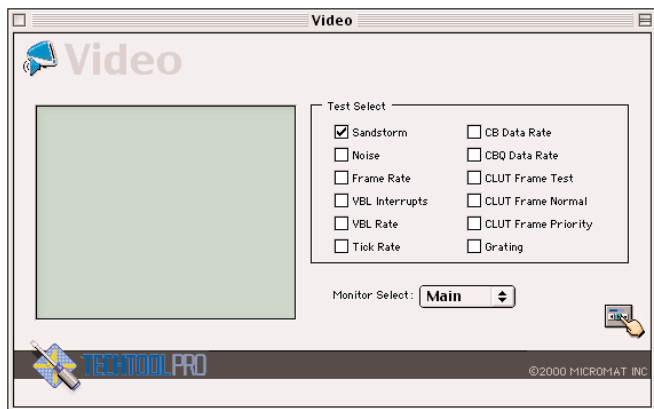 Video
Video
Test Select
Sandstorm
Noise
Frame Rate
VBL Interrupts
VBL Rate
Tick Rate
CB Data Rate
CBQ Data Rate
CLUT Frame Test
CLUT Frame Normal
CLUT Frame Priority
Grating
Monitor Select: Main
TECHTOOL PRO
©2000 MICROMAT INC